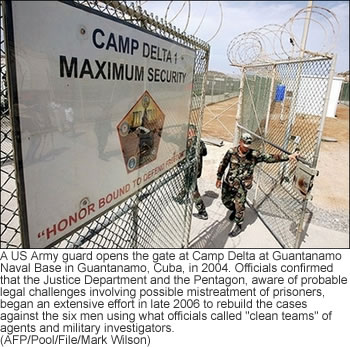 CAMP DELTA 1
MAXIMUM SECURITY
"HONOR BOUND TO DEFEND FREEDOM"
A US Army guard opens the gate at Camp Delta at Guantanamo
Naval Base in Guantanamo, Cuba, in 2004. Officials confirmed
that the Justice Department and the Pentagon, aware of probable
legal challenges involving possible mistreatment of prisoners,
began an extensive effort in late 2006 to rebuild the cases
against the six men using what officials called "clean teams" of
agents and military investigators.
(AFP/Pool/File/Mark Wilson)